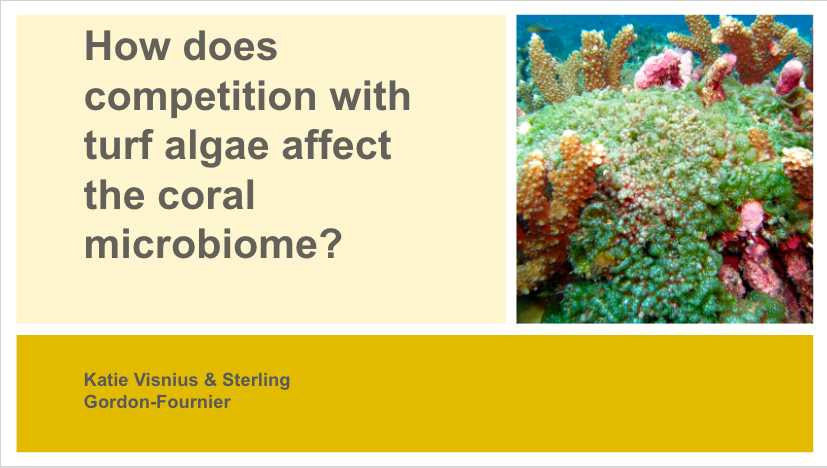 How does
competition with
turf algae affect
the coral
microbiome?
Katie Visnius & Sterling
Gordon-Fournier